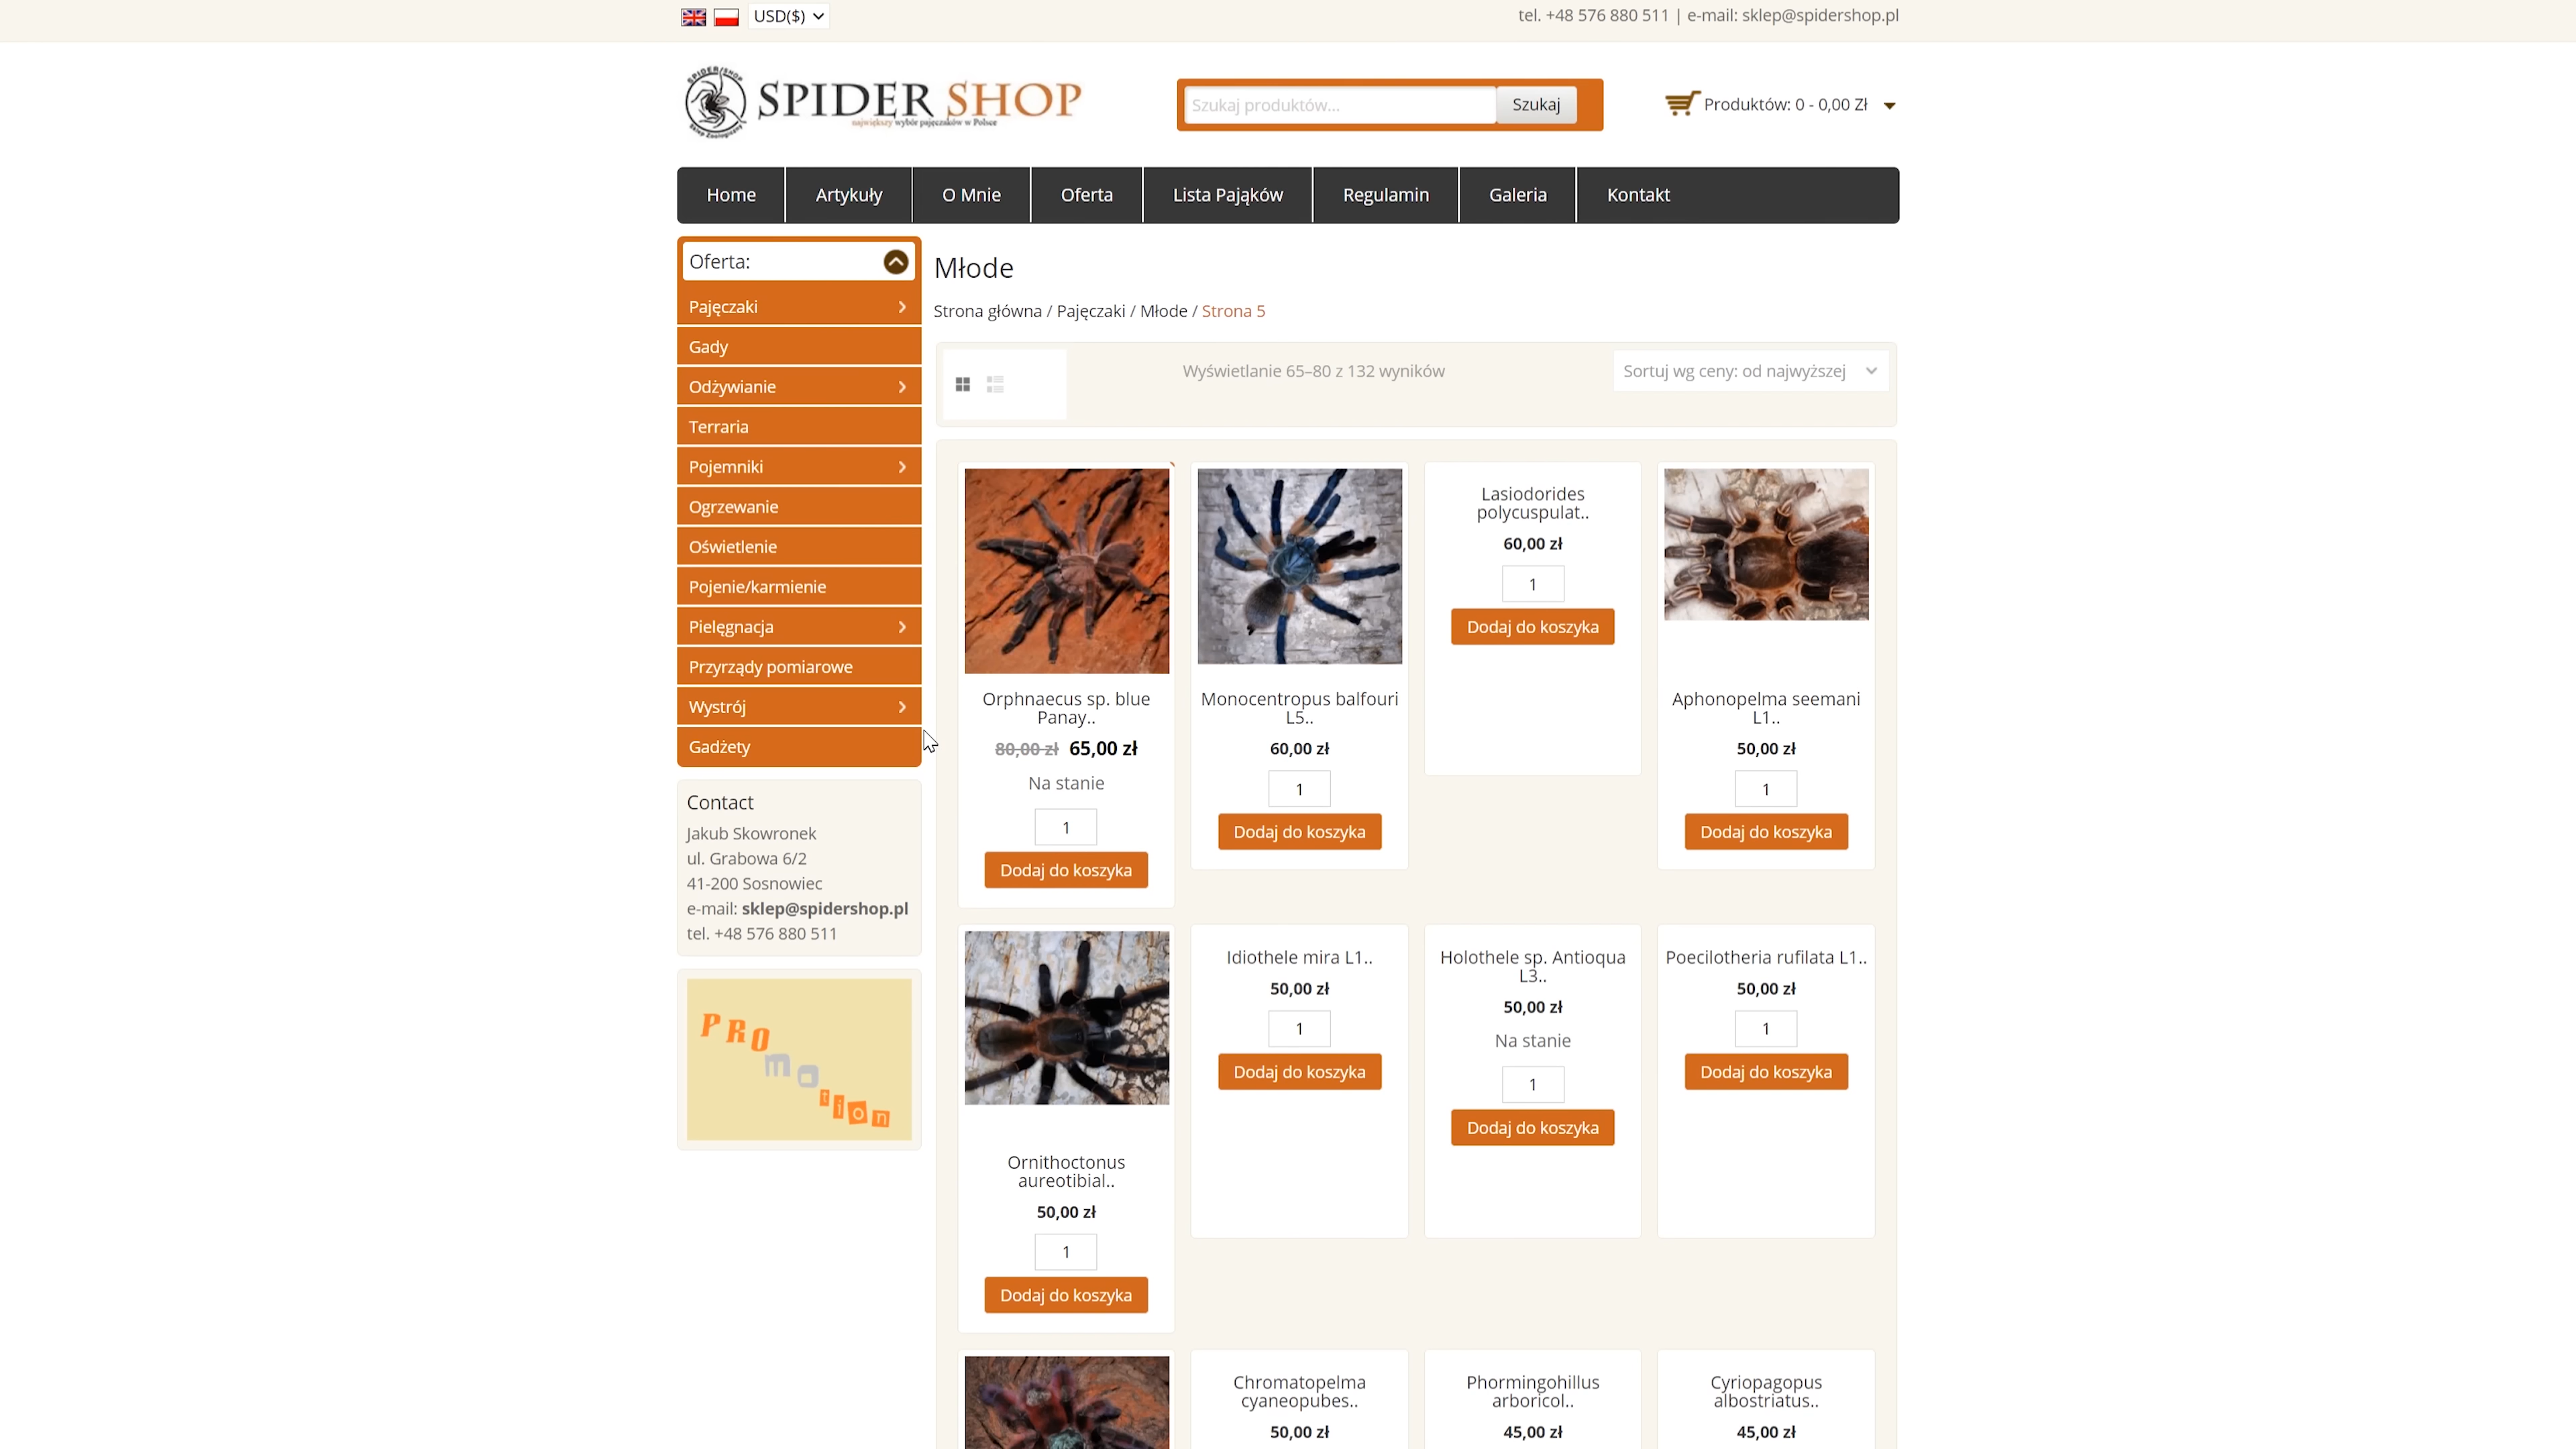 USD($)
tel. +48 576 880 511 | e-mail: sklep@spidershop.pl
SPIDER SHOP
największy wybór pajęczaków w Polsce
Szukaj produktów...
Szukaj
Produktów: 0 - 0,00 Zł
Home
Artykuły
O Mnie
Oferta
Lista Pająków
Regulamin
Galeria
Kontakt
Oferta:
Pajęczaki
Gady
Odżywianie
Terraria
Pojemniki
Ogrzewanie
Oświetlenie
Pojenie/karmienie
Pielęgnacja
Przyrządy pomiarowe
Wystrój
Gadżety
Contact
Jakub Skowronek
ul. Grabowa 6/2
41-200 Sosnowiec
e-mail: sklep@spidershop.pl
tel. +48 576 880 511
PROmotion
Młode
Strona główna / Pajęczaki / Młode / Strona 5
Wyświetlanie 65–80 z 132 wyników
Sortuj wg ceny: od najwyższej
Orphnaecus sp. blue
Panay..
80,00 zł 65,00 zł
Na stanie
1
Dodaj do koszyka
Monocentropus balfouri
L5..
60,00 zł
1
Dodaj do koszyka
Lasiodorides
polycuspulat..
60,00 zł
1
Dodaj do koszyka
Aphonopelma seemani
L1..
50,00 zł
1
Dodaj do koszyka
Ornithoctonus
aureotibial..
50,00 zł
1
Dodaj do koszyka
Idiothele mira L1..
50,00 zł
1
Dodaj do koszyka
Holothele sp. Antioqua
L3..
50,00 zł
Na stanie
1
Dodaj do koszyka
Poecilotheria rufilata L1..
50,00 zł
1
Dodaj do koszyka
Chromatopelma
cyaneopubes..
50,00 zł
Phormingohillus
arboricol..
45,00 zł
Cyriopagopus
albostriatus..
45,00 zł